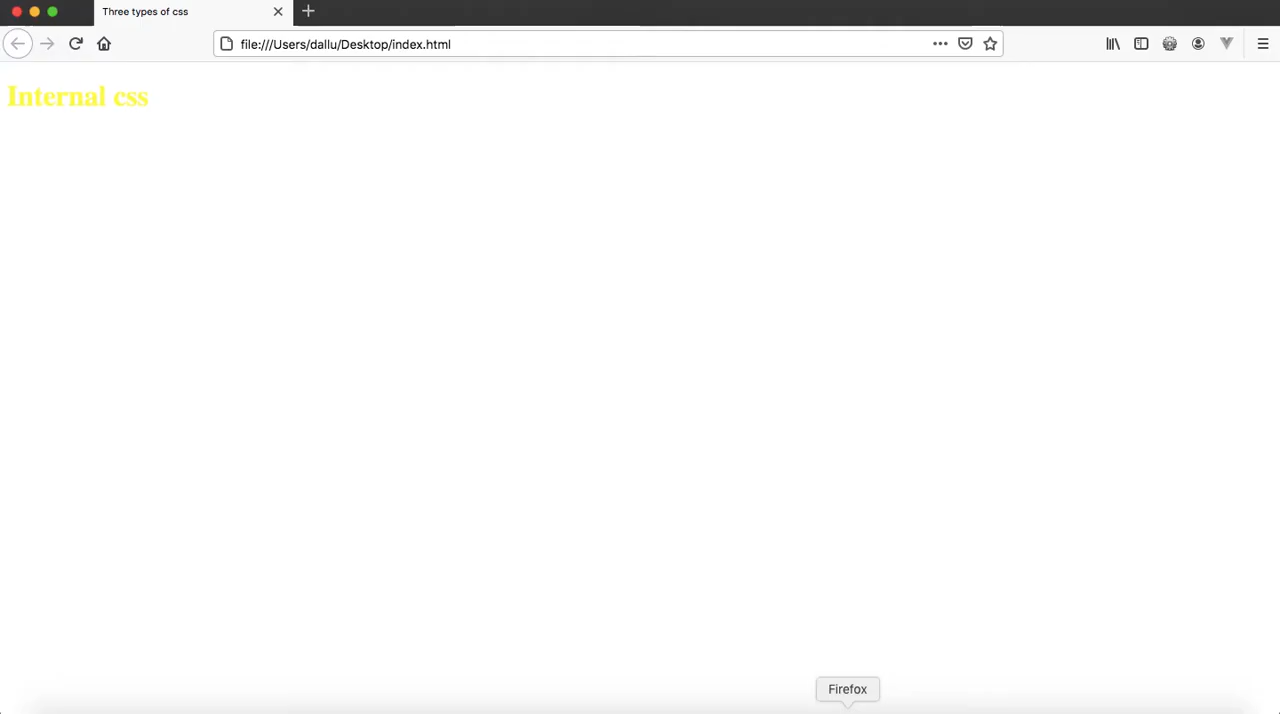 Three types of css
file:///Users/dallu/Desktop/index.html
Internal css
Firefox